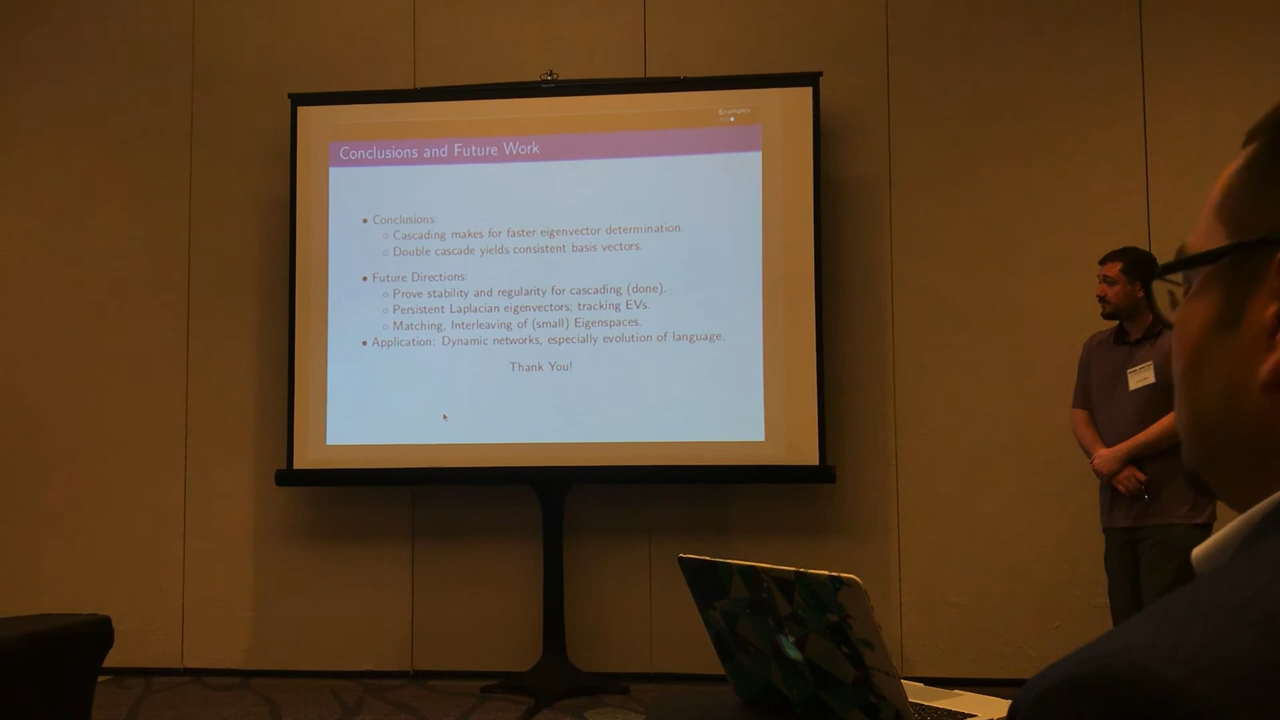 Examples
Conclusions and Future Work
• Conclusions:
○ Cascading makes for faster eigenvector determination.
○ Double cascade yields consistent basis vectors.
• Future Directions:
○ Prove stability and regularity for cascading (done).
○ Persistent Laplacian eigenvectors; tracking EVs.
○ Matching, Interleaving of (small) Eigenspaces.
• Application: Dynamic networks, especially evolution of language.
Thank You!